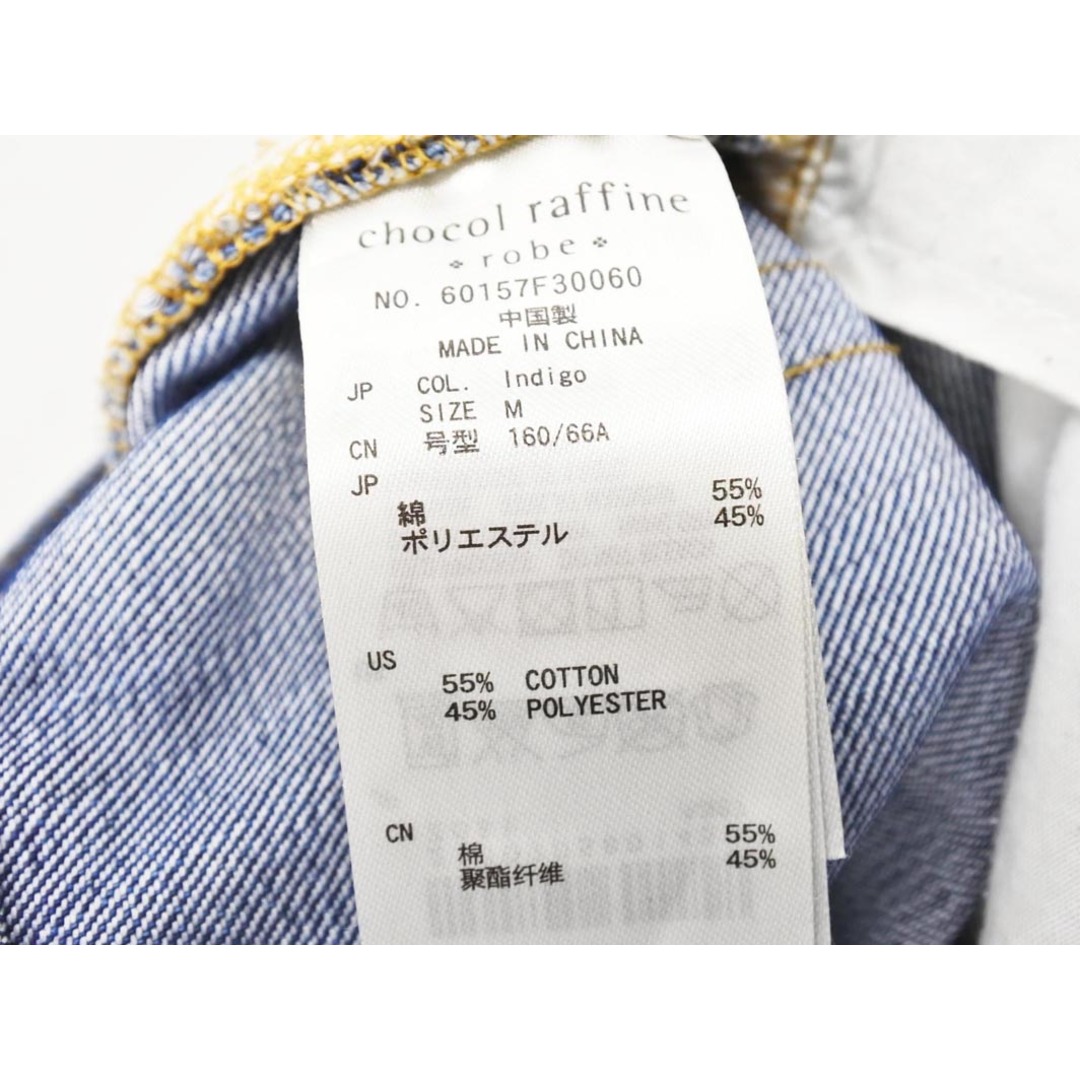 chocol raffine
robe
NO. 60157F30060
中国製
MADE IN CHINA
JP COL. Indigo
SIZE M
CN 号型 160/66A
JP
綿 55%
ポリエステル 45%
US
55% COTTON
45% POLYESTER
CN
棉 55%
聚酯纤维 45%